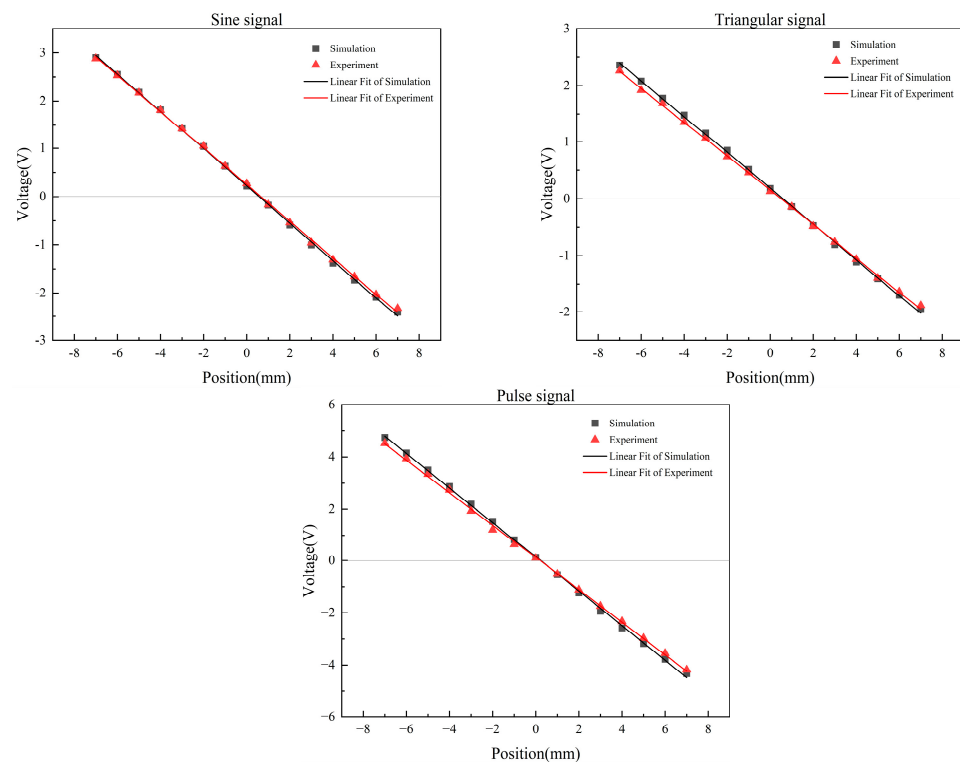 Sine signal
Simulation
Experiment
Linear Fit of Simulation
Linear Fit of Experiment
3
2
1
0
-1
-2
-3
Voltage(V)
-8 -6 -4 -2 0 2 4 6 8
Position(mm)
Triangular signal
Simulation
Experiment
Linear Fit of Simulation
Linear Fit of Experiment
3
2
1
0
-1
-2
Voltage(V)
-8 -6 -4 -2 0 2 4 6 8
Position(mm)
Pulse signal
Simulation
Experiment
Linear Fit of Simulation
Linear Fit of Experiment
6
4
2
0
−2
−4
−6
Voltage(V)
−8 −6 −4 −2 0 2 4 6 8
Position(mm)